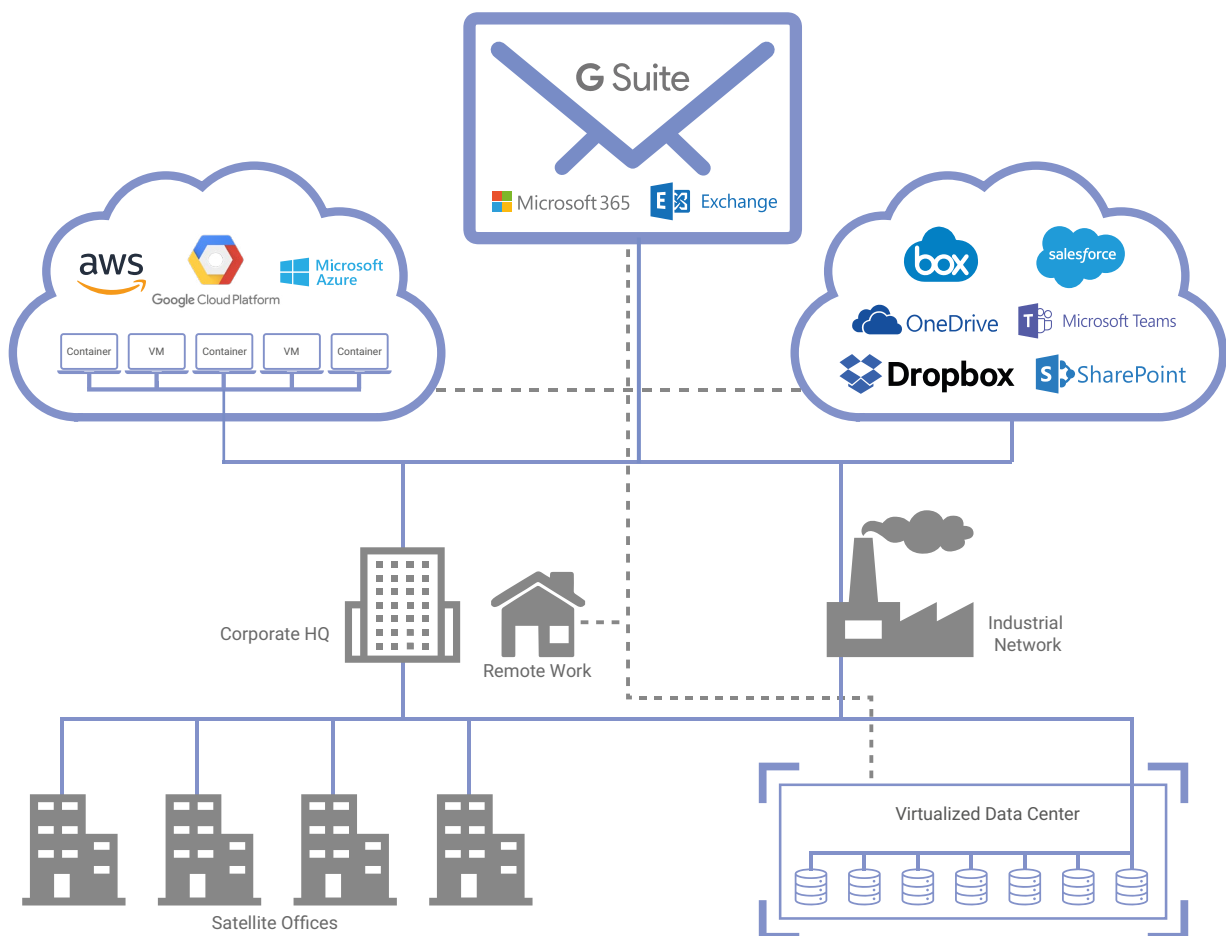 G Suite
Microsoft 365
E Exchange
aws
Google Cloud Platform
Microsoft
Azure
Container
VM
Container
VM
Container
box
salesforce
OneDrive
T Microsoft Teams
Dropbox
S SharePoint
Corporate HQ
Remote Work
Industrial
Network
Satellite Offices
Virtualized Data Center